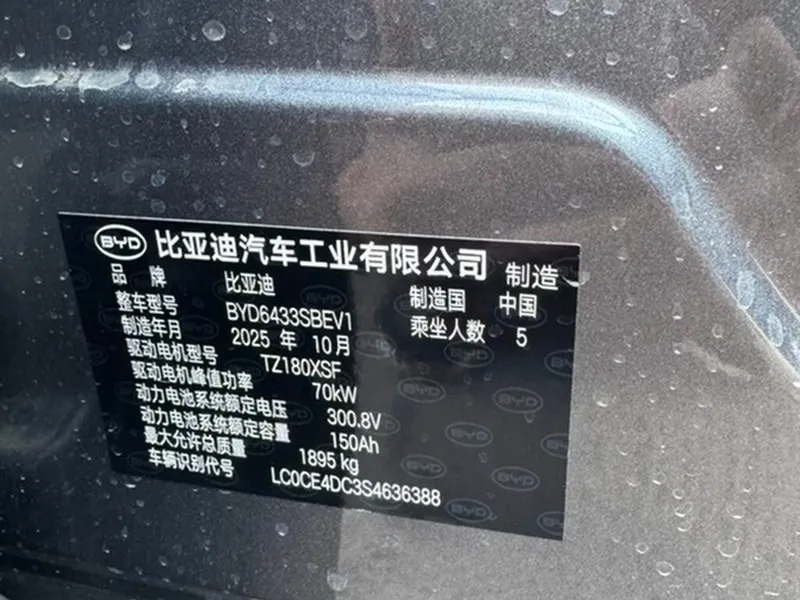 BYD 比亚迪汽车工业有限公司 制造
品牌 比亚迪 制造国 中国
整车型号 BYD6433SBEV1 乘坐人数 5
制造年月 2025 年 10 月
驱动电机型号 TZ180XSF
驱动电机峰值功率 70kW
动力电池系统额定电压 300.8V
动力电池系统额定容量 150Ah
最大允许总质量 1895 kg
车辆识别代号 LC0CE4DC3S4636388